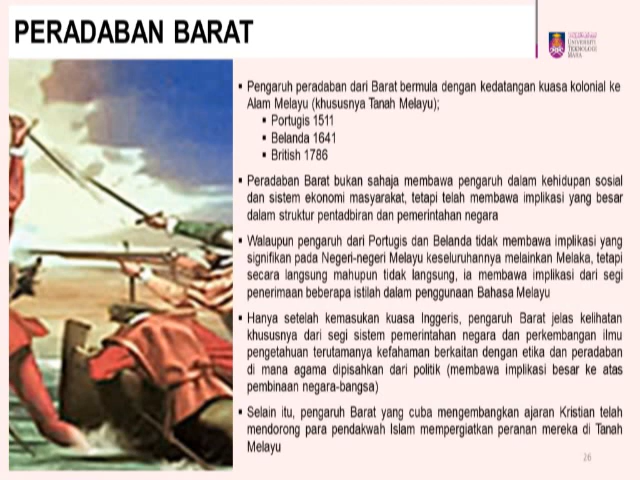 PERADABAN BARAT
UNIVERSITI
TEKNOLOGI
MARA
▪ Pengaruh peradaban dari Barat bermula dengan kedatangan kuasa kolonial ke
Alam Melayu (khususnya Tanah Melayu);
▪ Portugis 1511
▪ Belanda 1641
▪ British 1786
▪ Peradaban Barat bukan sahaja membawa pengaruh dalam kehidupan sosial
dan sistem ekonomi masyarakat, tetapi telah membawa implikasi yang besar
dalam struktur pentadbiran dan pemerintahan negara
▪ Walaupun pengaruh dari Portugis dan Belanda tidak membawa implikasi yang
signifikan pada Negeri-negeri Melayu keseluruhannya melainkan Melaka, tetapi
secara langsung mahupun tidak langsung, ia membawa implikasi dari segi
penerimaan beberapa istilah dalam penggunaan Bahasa Melayu
▪ Hanya setelah kemasukan kuasa Inggeris, pengaruh Barat jelas kelihatan
khususnya dari segi sistem pemerintahan negara dan perkembangan ilmu
pengetahuan terutamanya kefahaman berkaitan dengan etika dan peradaban
di mana agama dipisahkan dari politik (membawa implikasi besar ke atas
pembinaan negara-bangsa)
▪ Selain itu, pengaruh Barat yang cuba mengembangkan ajaran Kristian telah
mendorong para pendakwah Islam mempergiatkan peranan mereka di Tanah
Melayu
26